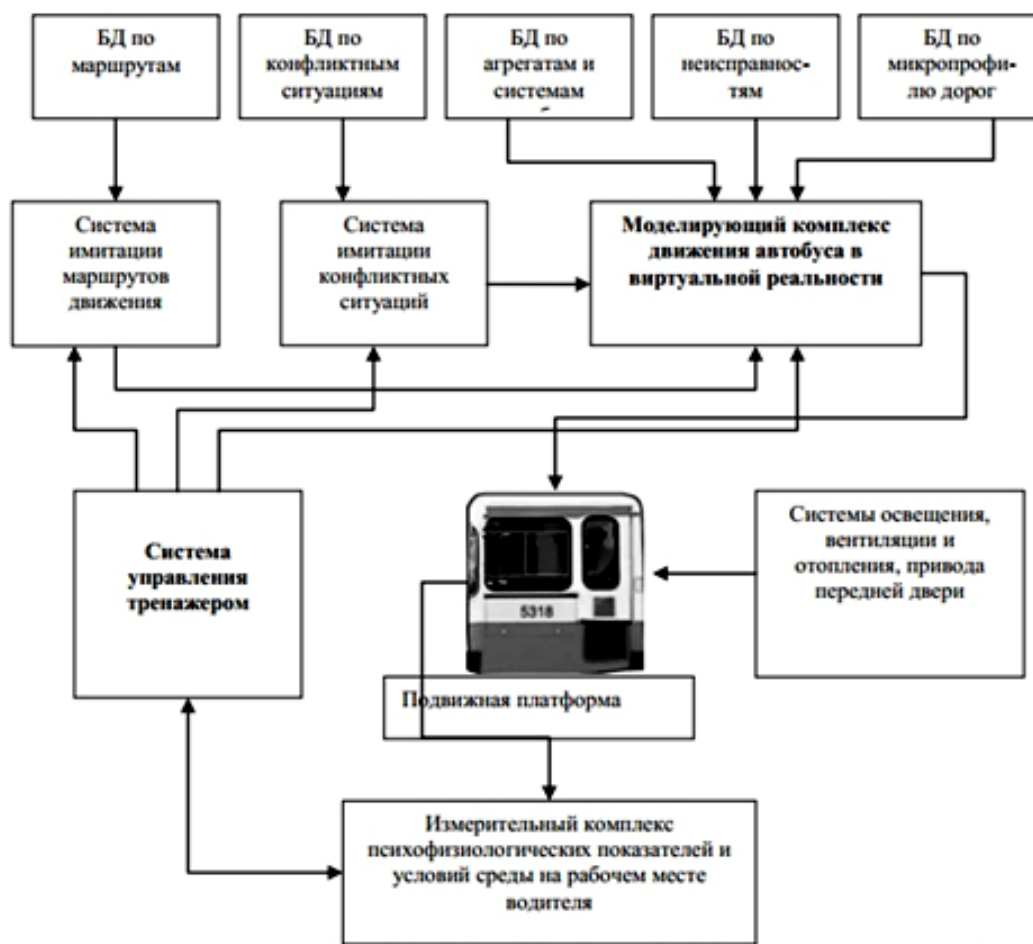 БД по
маршрутам
БД по
конфликтным
ситуациям
БД по
агрегатам и
системам
БД по
неисправнос-
тям
БД по
микропрофи-
лю дорог
Система
имитации
маршрутов
движения
Система
имитации
конфликтных
ситуаций
Моделирующий комплекс
движения автобуса в
виртуальной реальности
Система
управления
тренажером
5318
Системы освещения,
вентиляции и
отопления, привода
передней двери
Подвижная платформа
Измерительный комплекс
психофизиологических показателей и
условий среды на рабочем месте
водителя